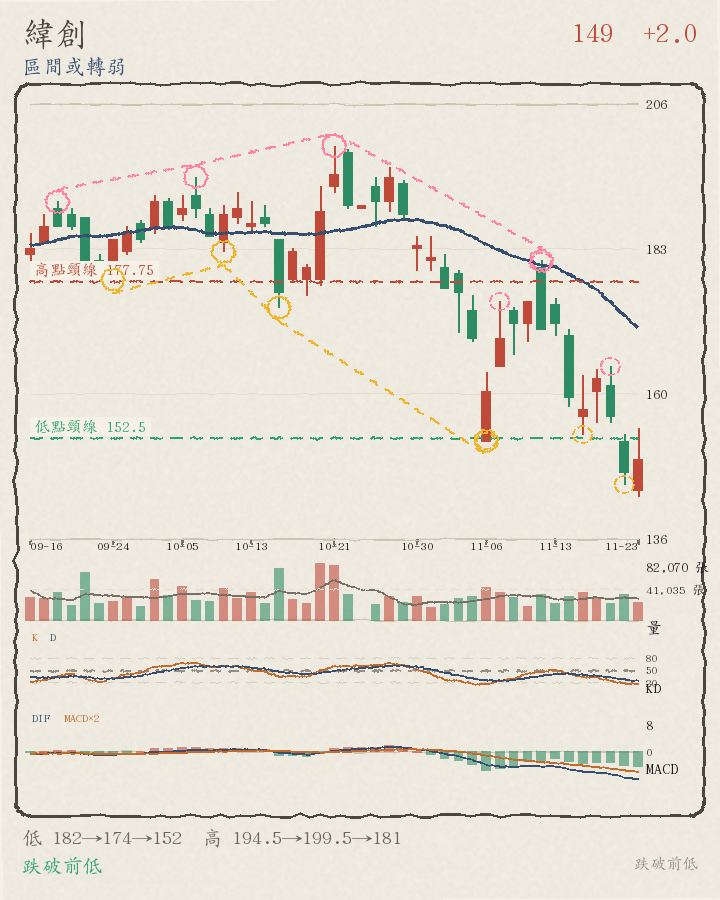 緯創
149 +2.0
區間或轉弱
206
183
高點頸線 177.75
160
低點頸線 152.5
136
09-16 09-24 10-05 10-13 10-21 10-30 11-06 11-13 11-23
82,070 張
41,035 張
量
K D
80
50
20
KD
DIF MACD×2
8
0
MACD
低 182→174→152 高 194.5→199.5→181
跌破前低
跌破前低